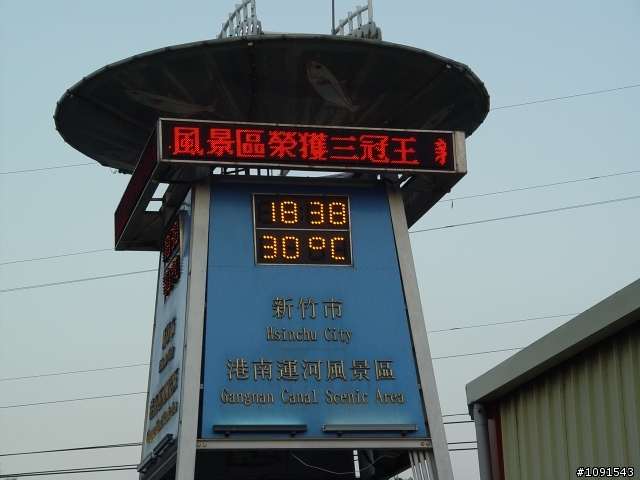 風景區榮獲三冠王
18:38
30°C
新竹市
Hsinchu City
港南運河風景區
Gangnan Canal Scenic Area
#1091543